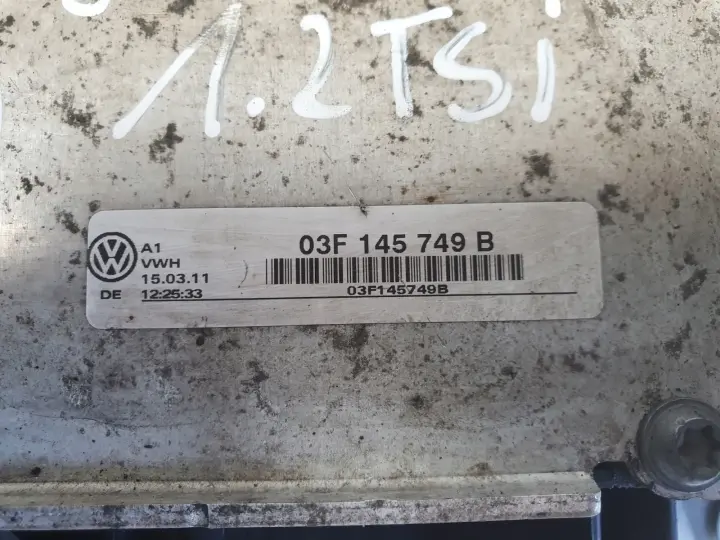 1.2TSi
A1
VWH
15.03.11
DE 12:25:33
03F 145 749 B
03F145749B